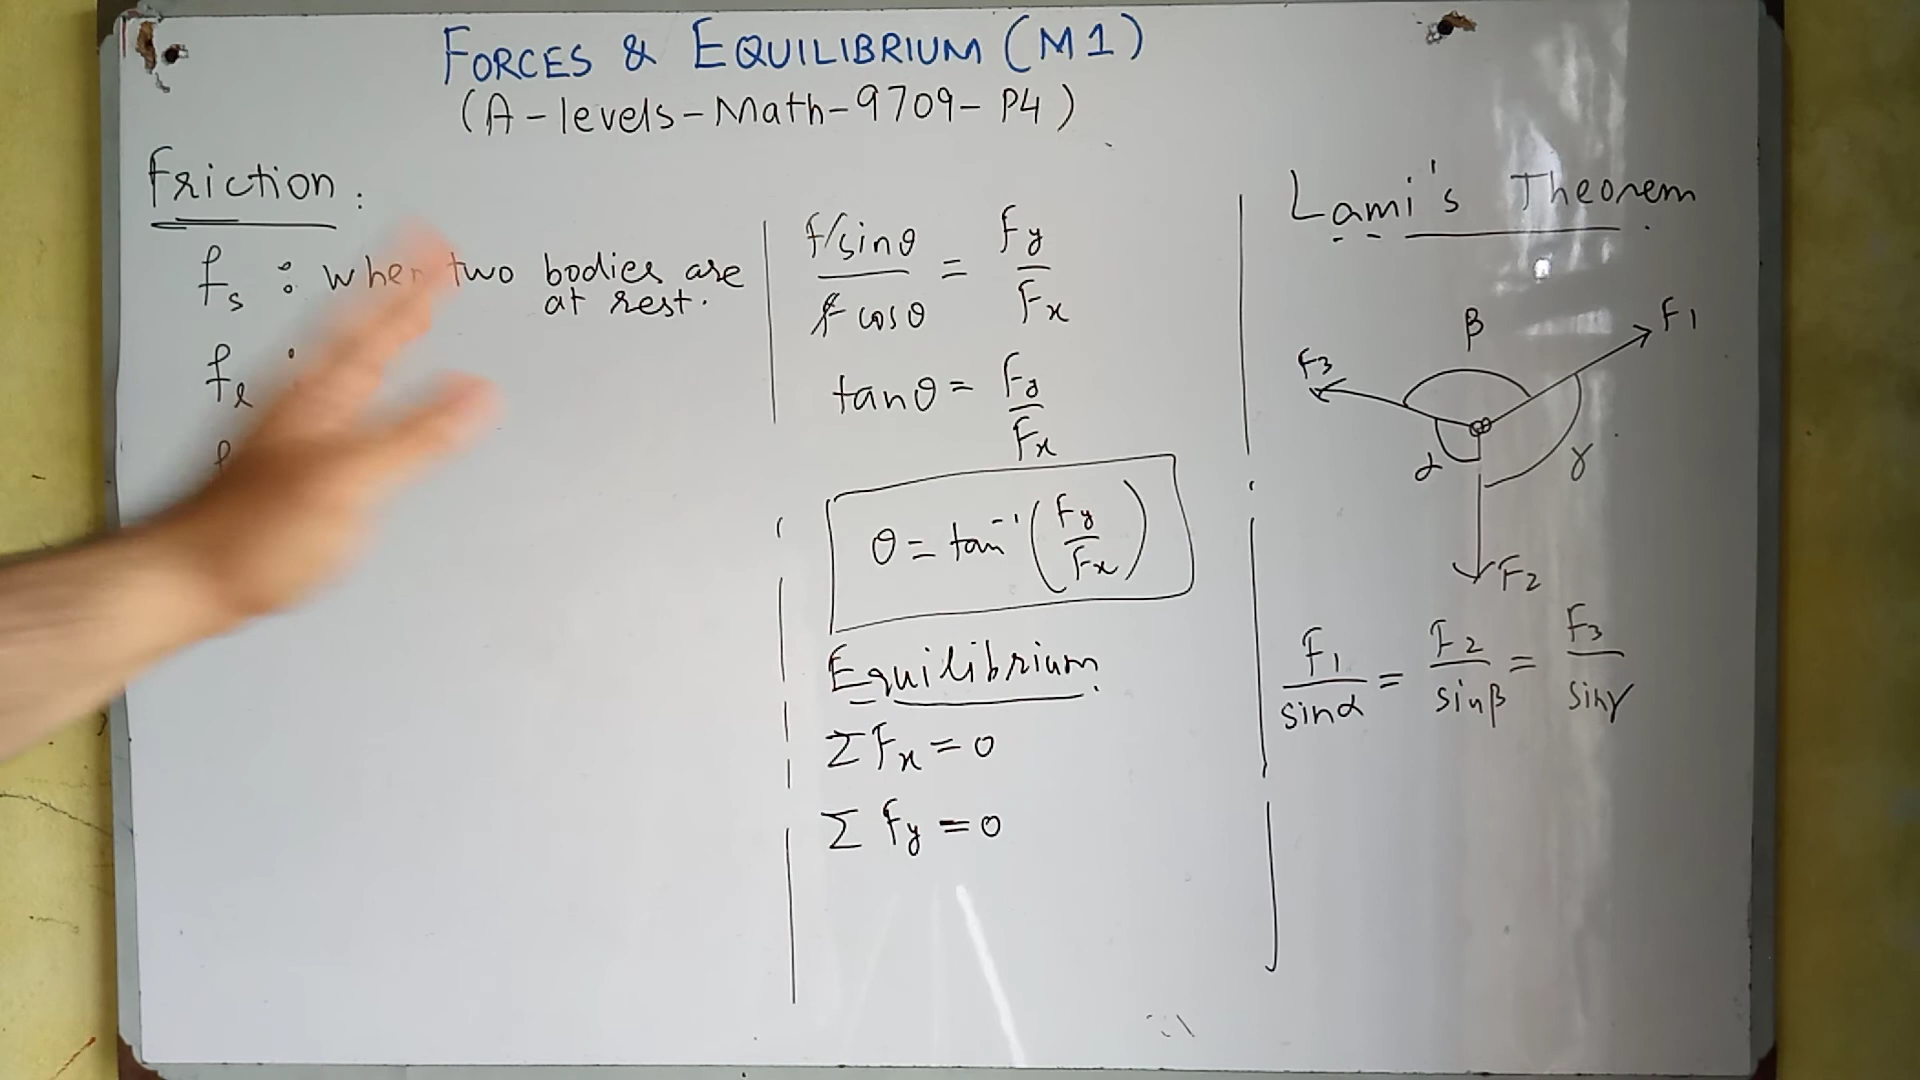 FORCES & EQUILIBRIUM (M1)
(A-levels-Math-9709-P4)
Friction:
fs : when two bodies are
at rest.
fl :
f
f sinθ / f cosθ = Fy / Fx
tanθ = Fy / Fx
θ = tan⁻¹ (Fy / Fx)
Equilibrium
ΣFx = 0
ΣFy = 0
Lami's Theorem
β
F1
F3
α
γ
F2
F1 / sinα = F2 / sinβ = F3 / sinγ